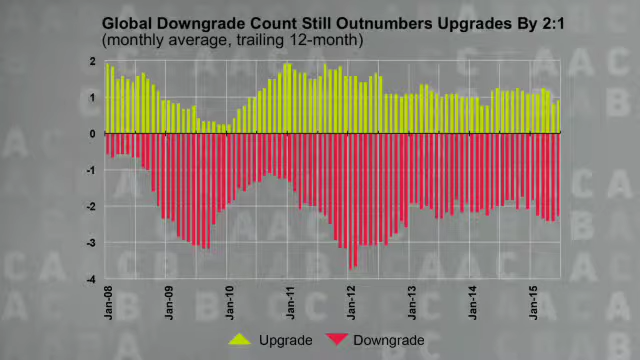 Global Downgrade Count Still Outnumbers Upgrades By 2:1
(monthly average, trailing 12-month)
2
1
0
-1
-2
-3
-4
Jan-08 Jan-09 Jan-10 Jan-11 Jan-12 Jan-13 Jan-14 Jan-15
Upgrade Downgrade